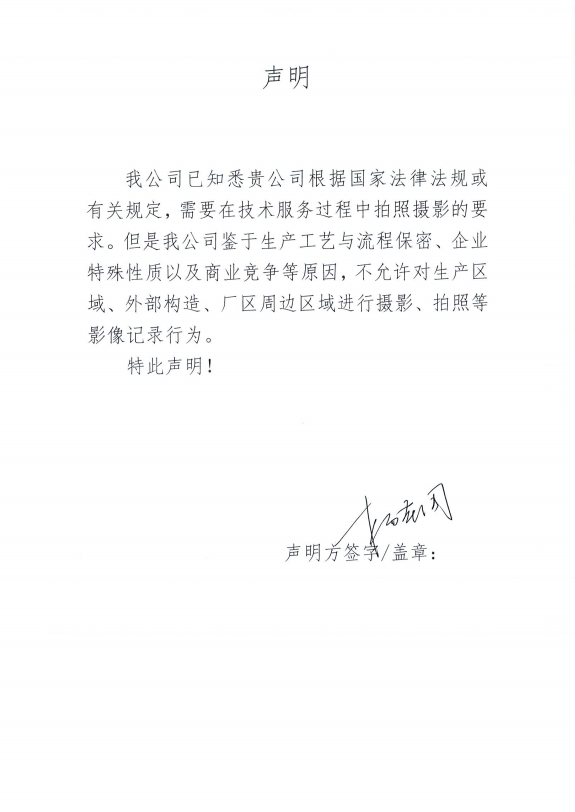 声明
我公司已知悉贵公司根据国家法律法规或
有关规定，需要在技术服务过程中拍照摄影的要
求。但是我公司鉴于生产工艺与流程保密、企业
特殊性质以及商业竞争等原因，不允许对生产区
域、外部构造、厂区周边区域进行摄影、拍照等
影像记录行为。
特此声明！
声明方签字/盖章：